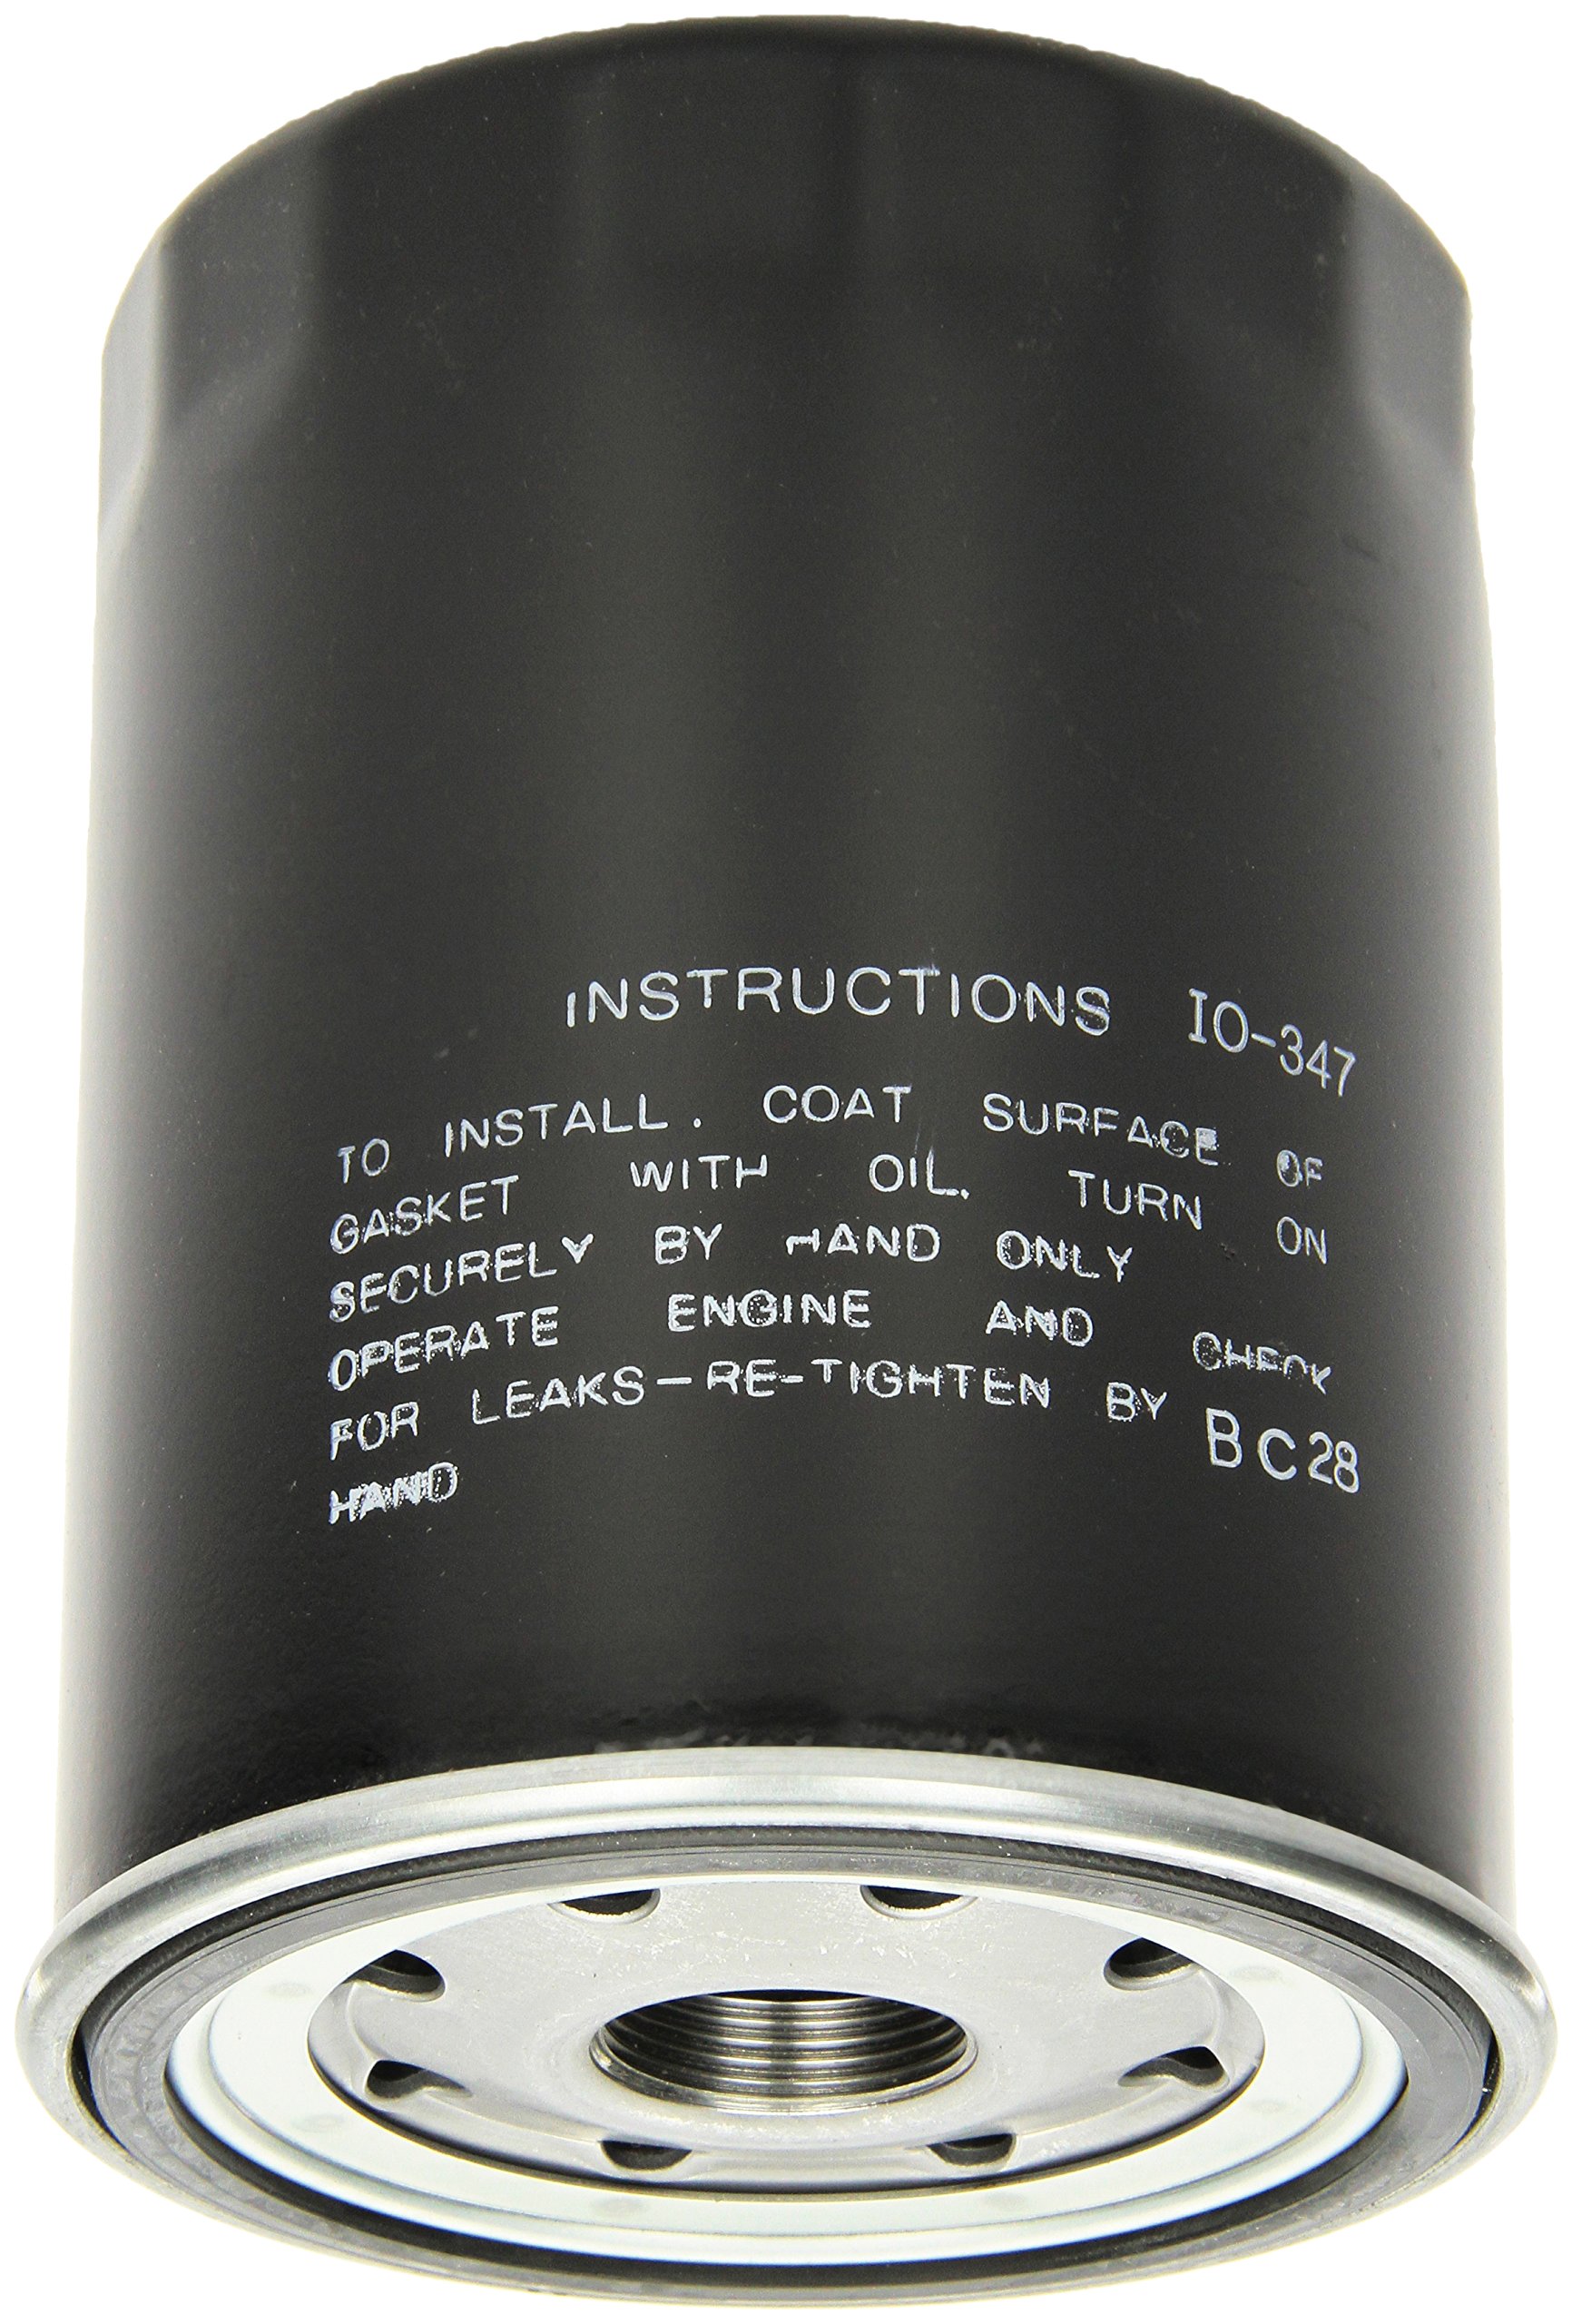 INSTRUCTIONS IO-347
TO INSTALL. COAT SURFACE OF
GASKET WITH OIL. TURN ON
SECURELY BY HAND ONLY
OPERATE ENGINE AND CHECK
FOR LEAKS-RE-TIGHTEN BY BC28
HAND